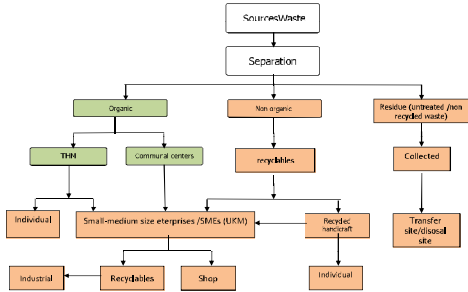 SourcesWaste
Separation
Organic
Non organic
Residue (untreated /non
recycled waste)
THM
Communal centers
recyclables
Collected
Individual
Small-medium size eterprises /SMEs (UKM)
Recycled
handicraft
Transfer
site/disosal
site
Industrial
Recyclables
Shop
Individual